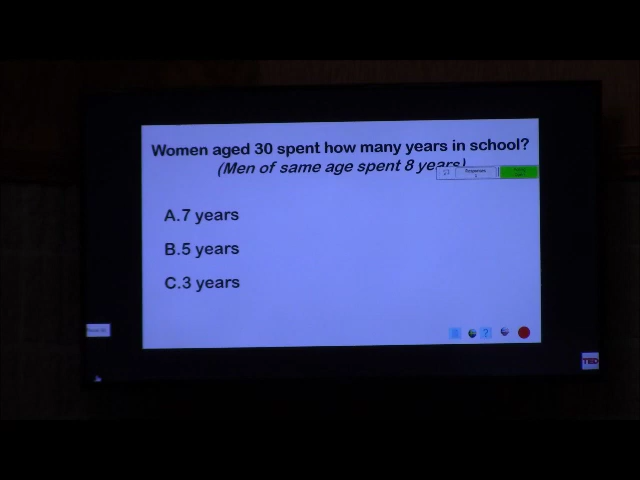 Women aged 30 spent how many years in school?
(Men of same age spent 8 years)
A.7 years
B.5 years
C.3 years
?
TED